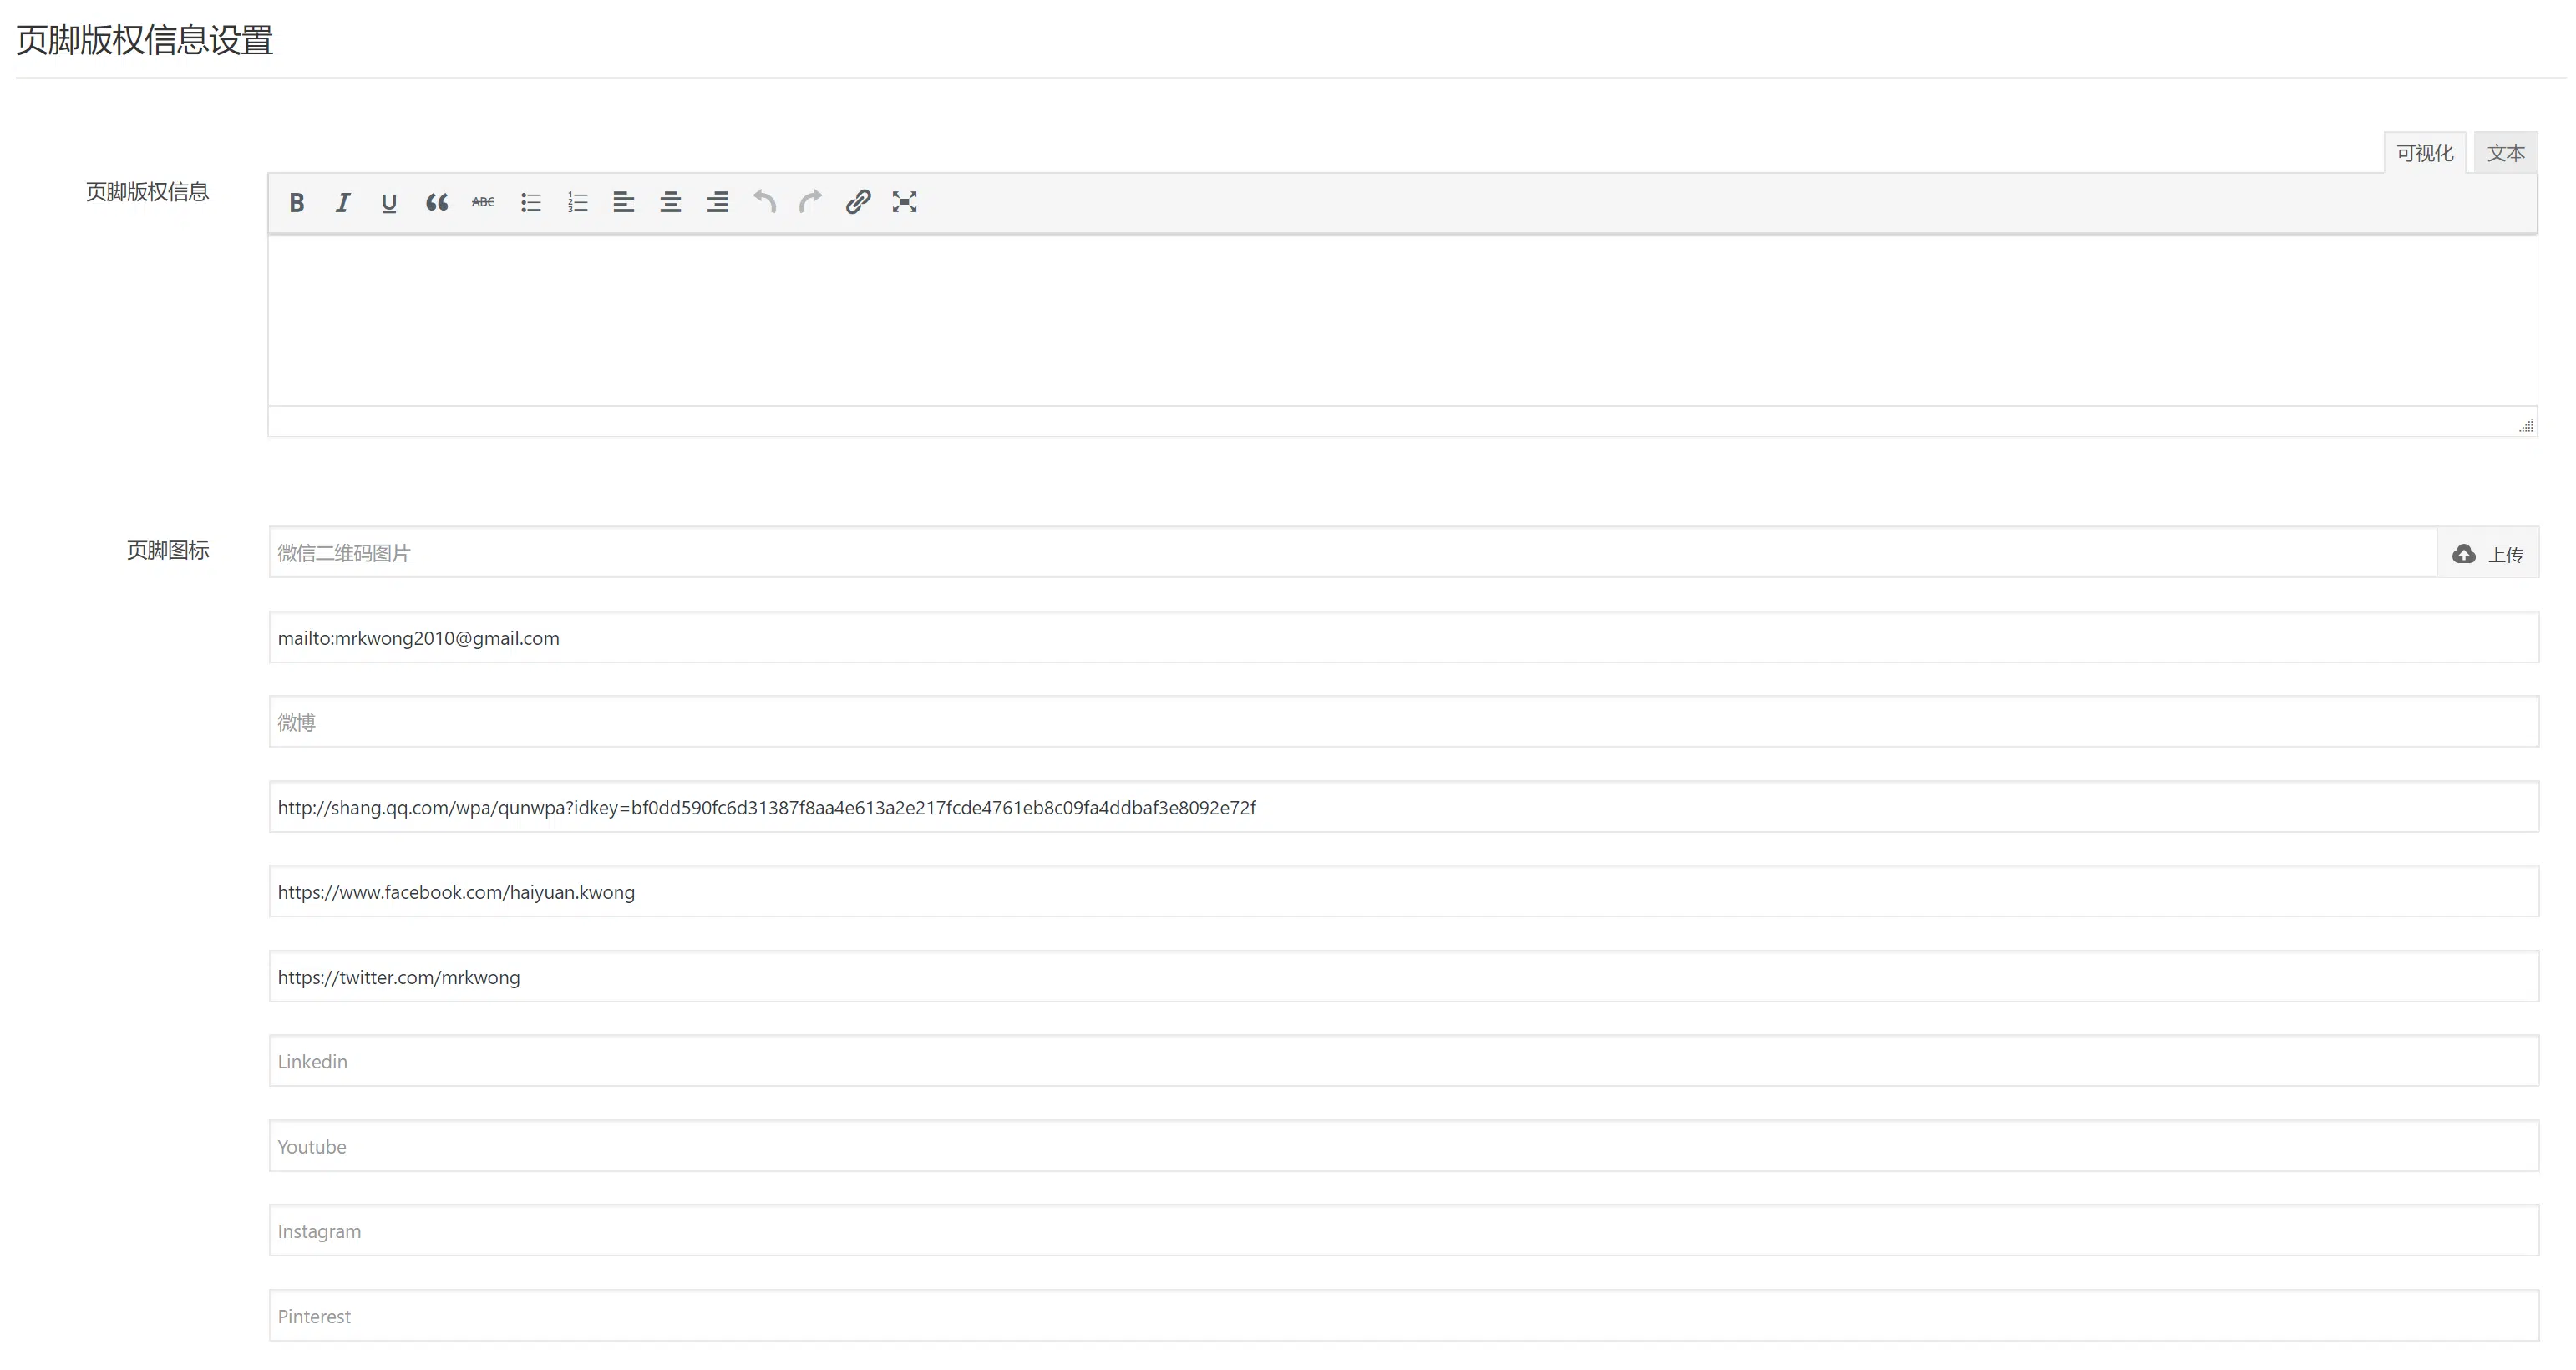 页脚版权信息设置
可视化 文本
页脚版权信息
B I U ABC
页脚图标
微信二维码图片
上传
mailto:mrkwong2010@gmail.com
微博
http://shang.qq.com/wpa/qunwpa?idkey=bf0dd590fc6d31387f8aa4e613a2e217fcde4761eb8c09fa4ddbaf3e8092e72f
https://www.facebook.com/haiyuan.kwong
https://twitter.com/mrkwong
Linkedin
Youtube
Instagram
Pinterest